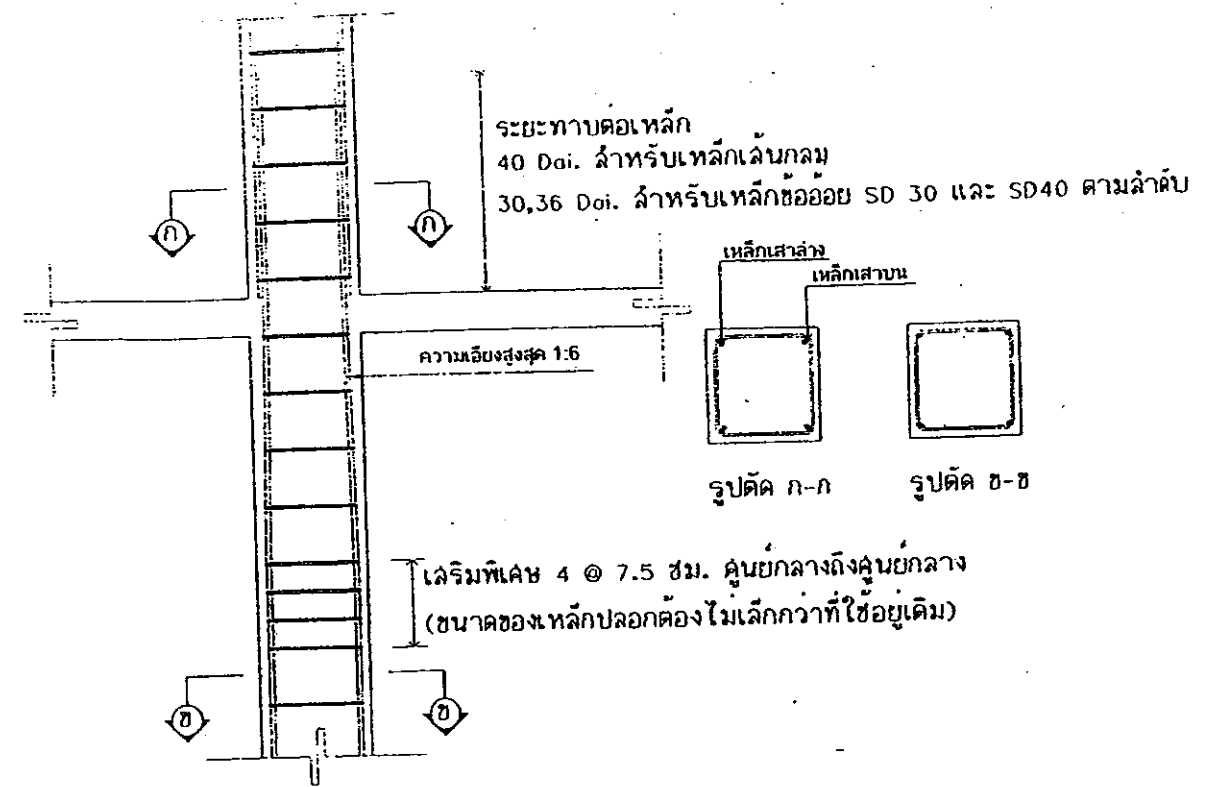 ระยะทาบต่อเหล็ก
40 Dai. สำหรับเหล็กเส้นกลม
30,36 Dai. สำหรับเหล็กข้ออ้อย SD 30 และ SD40 ตามลำดับ
ก
ก
เหล็กเสาล่าง
เหล็กเสาบน
ความเอียงสูงสุด 1:6
รูปตัด ก-ก
รูปตัด ข-ข
เสริมพิเศษ 4 @ 7.5 ซม. ศูนย์กลางถึงศูนย์กลาง
(ขนาดของเหล็กปลอกต้องไม่เล็กกว่าที่ใช้อยู่เดิม)
ข
ข